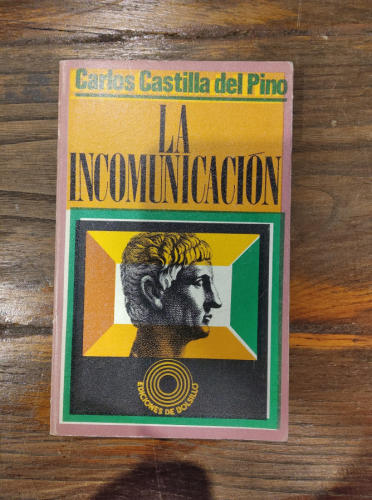 Carlos Castilla del Pino
LA
INCOMUNICACIÓN
EDICIONES DE BOLSILLO